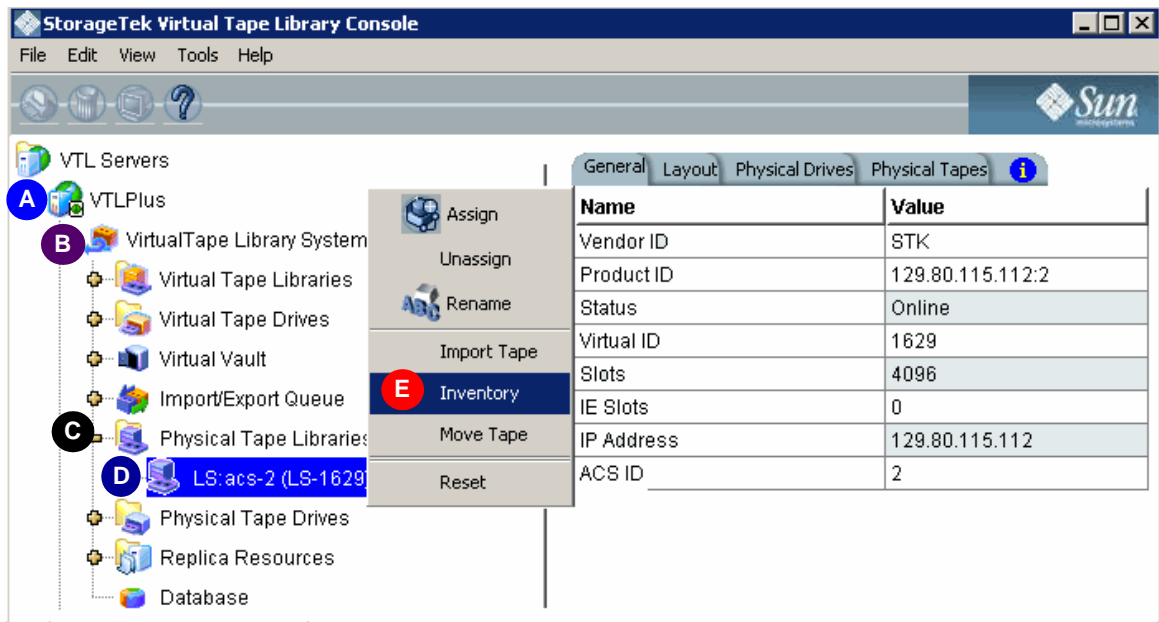 StorageTek Virtual Tape Library Console
File Edit View Tools Help
Sun
microsystems
VTL Servers
A VTLPlus
B VirtualTape Library System
Virtual Tape Libraries
Virtual Tape Drives
Virtual Vault
Import/Export Queue
C Physical Tape Libraries
D LS:acs-2 (LS-1629)
Physical Tape Drives
Replica Resources
Database
Assign
Unassign
ABC Rename
Import Tape
E Inventory
Move Tape
Reset
General Layout Physical Drives Physical Tapes i
Name Value
Vendor ID STK
Product ID 129.80.115.112:2
Status Online
Virtual ID 1629
Slots 4096
IE Slots 0
IP Address 129.80.115.112
ACS ID 2